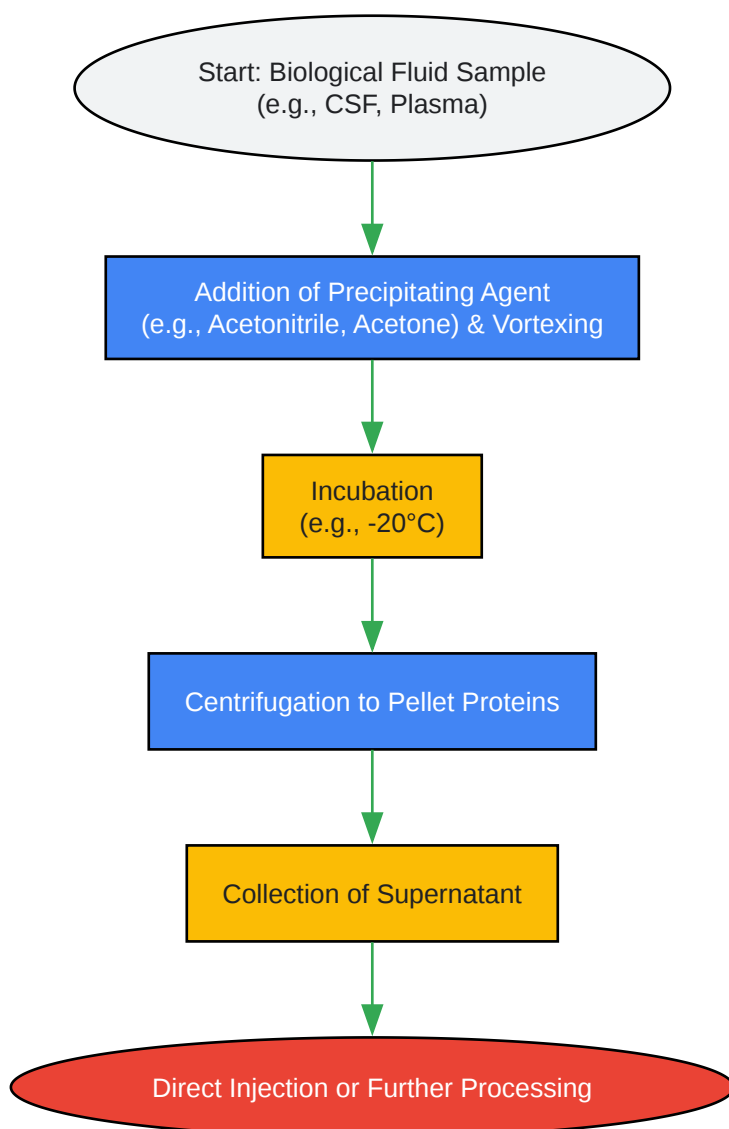 Start: Biological Fluid Sample
(e.g., CSF, Plasma)
Addition of Precipitating Agent
(e.g., Acetonitrile, Acetone) & Vortexing
Incubation
(e.g., -20°C)
Centrifugation to Pellet Proteins
Collection of Supernatant
Direct Injection or Further Processing